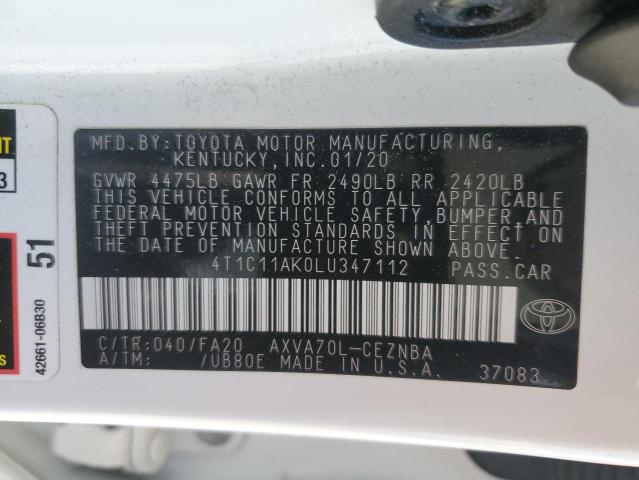 MFD.BY:TOYOTA MOTOR MANUFACTURING,
KENTUCKY,INC.01/20
GVWR 4475LB GAWR FR 2490LB RR 2420LB
THIS VEHICLE CONFORMS TO ALL APPLICABLE
FEDERAL MOTOR VEHICLE SAFETY,BUMPER,AND
THEFT PREVENTION STANDARDS IN EFFECT ON
THE DATE OF MANUFACTURE SHOWN ABOVE.
4T1C11AK0LU347112 PASS.CAR
C/TR:040/FA20 AXVA70L-CEZNBA
A/TM: /UB80E MADE IN U.S.A. 37083
42661-06B30
51
3